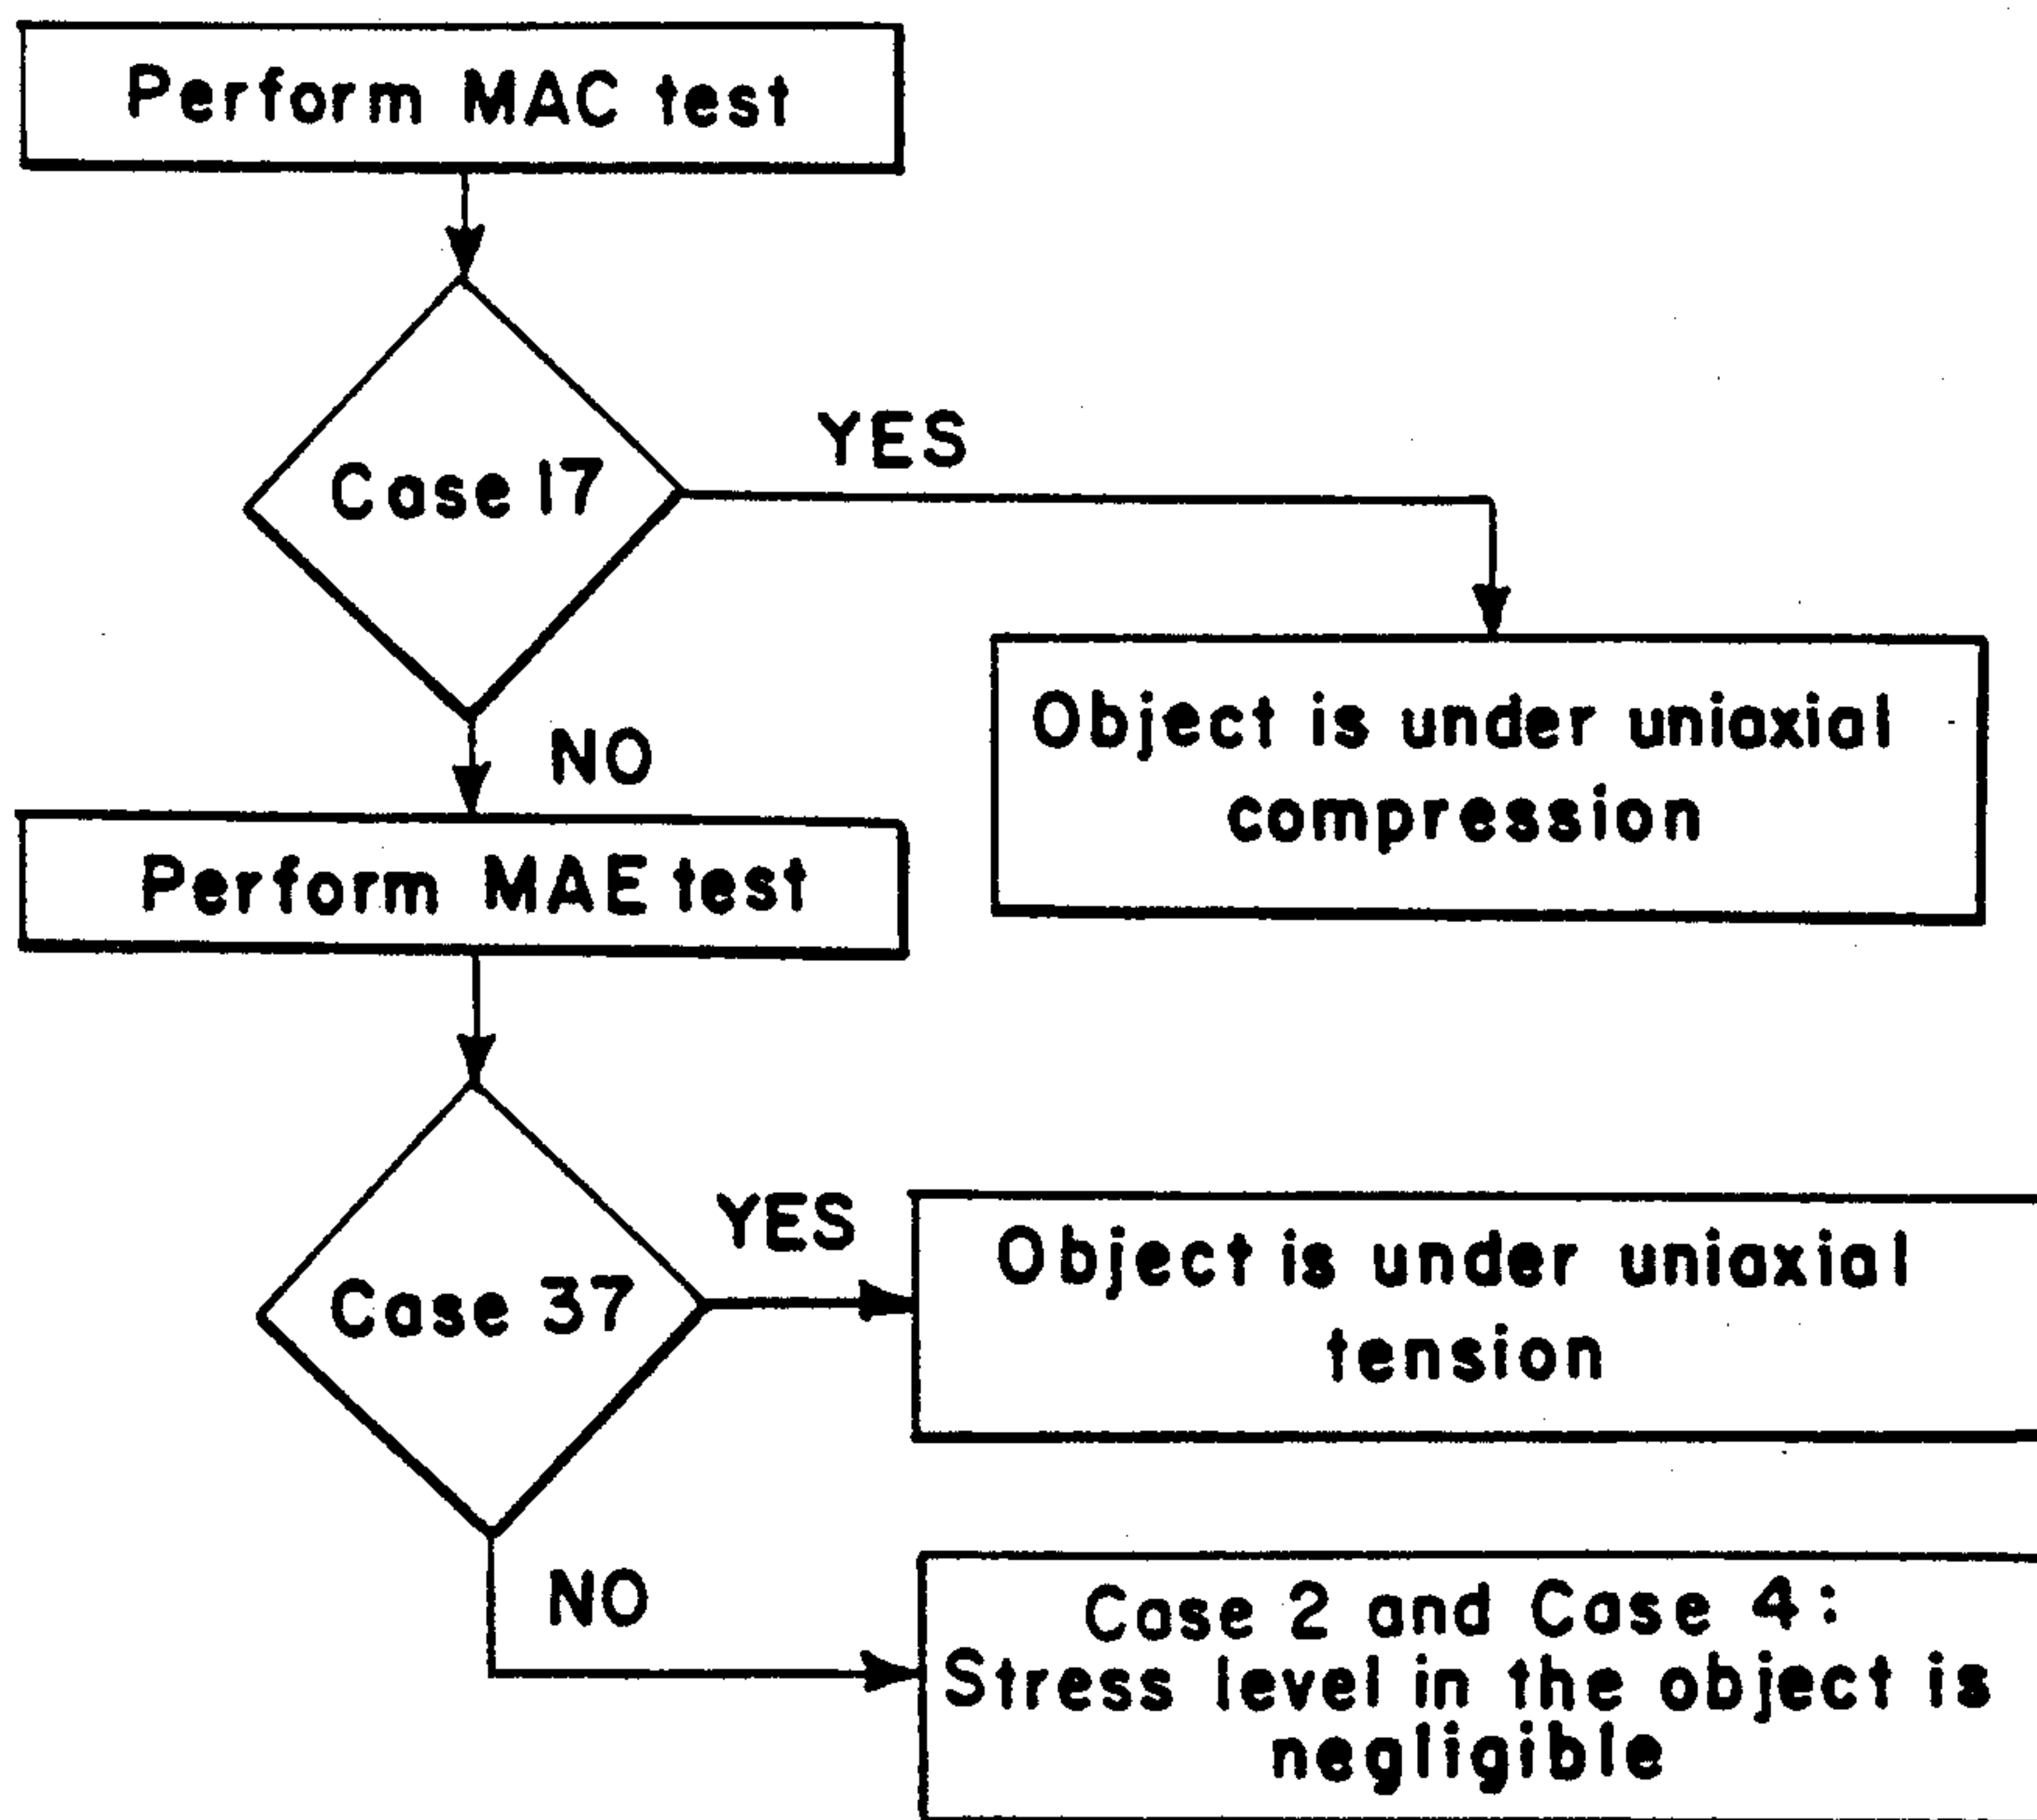 Perform MAC test
Case 17
YES
NO
Object is under uniaxial
compression
Perform MAE test
Case 37
YES
Object is under uniaxial
tension
NO
Case 2 and Case 4:
Stress level in the object is
negligible